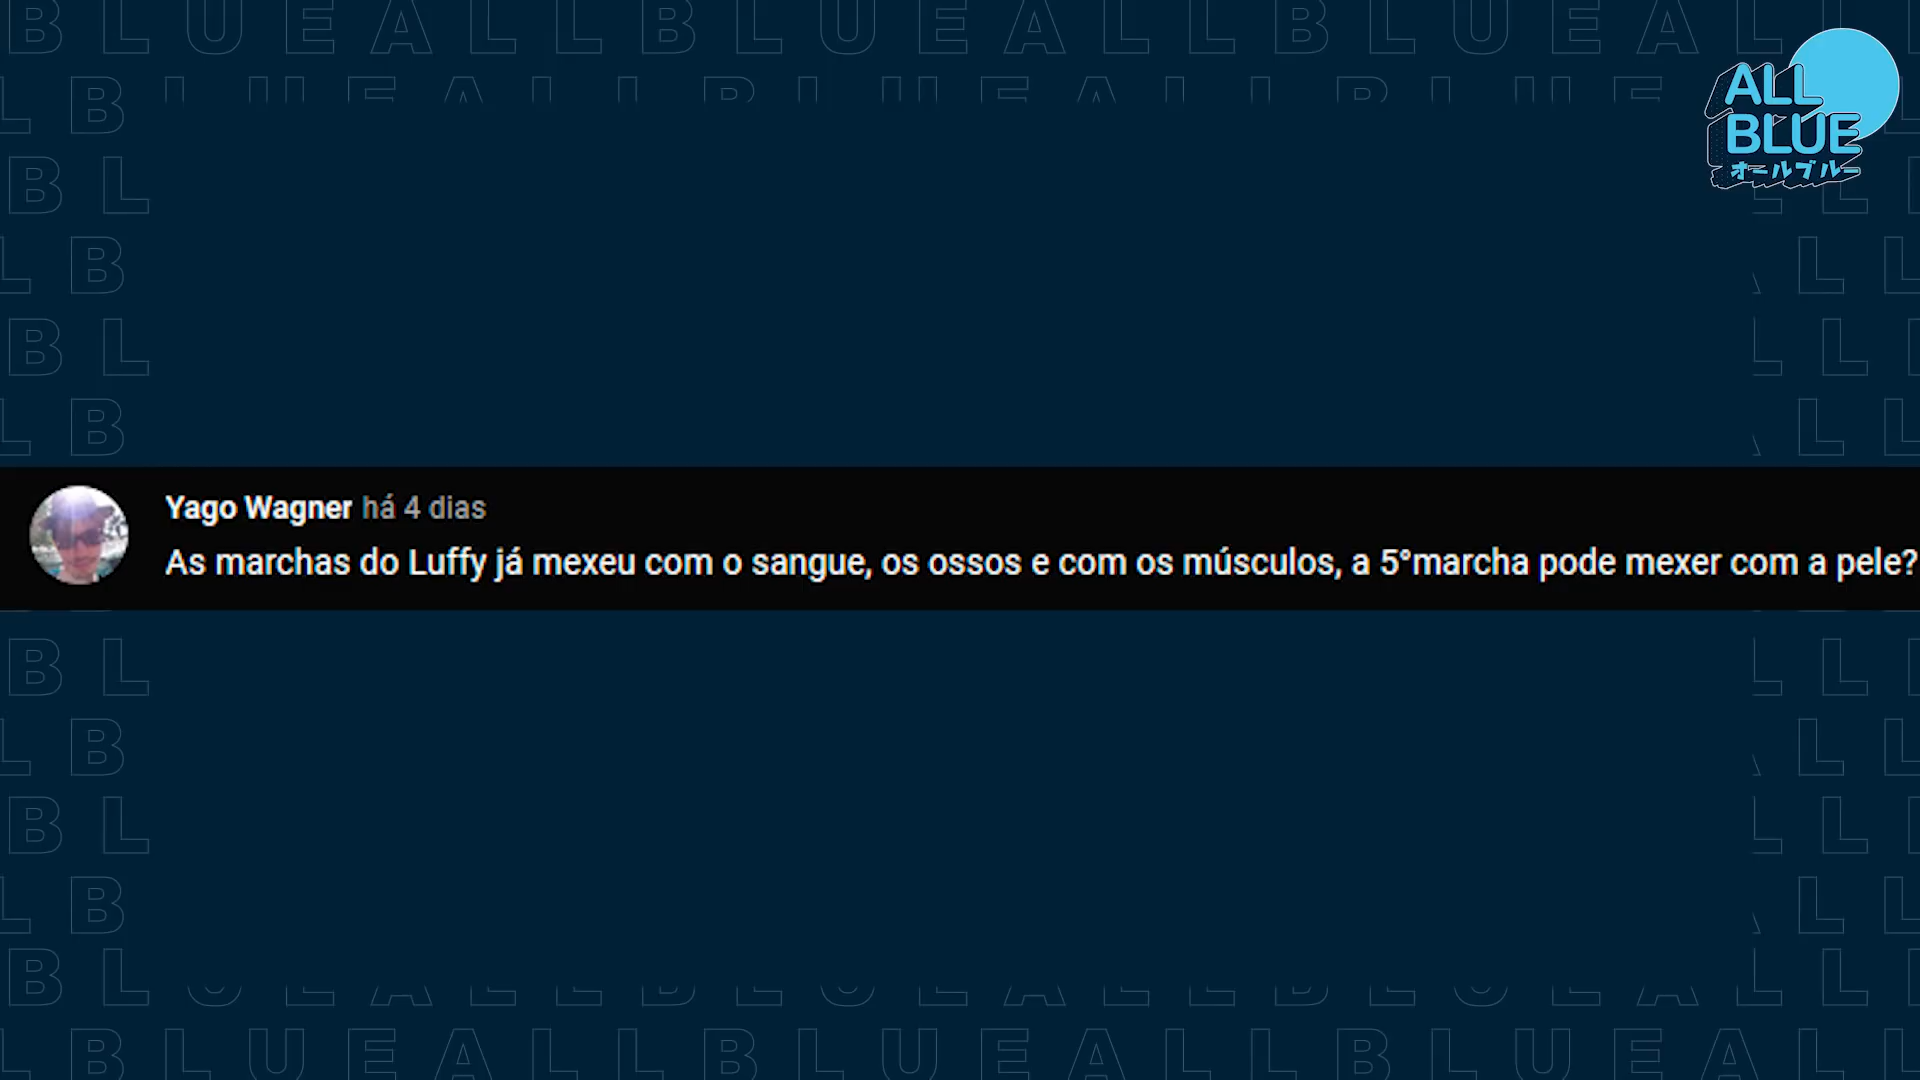 ALL
BLUE
オールブルー
Yago Wagner há 4 dias
As marchas do Luffy já mexeu com o sangue, os ossos e com os músculos, a 5°marcha pode mexer com a pele?